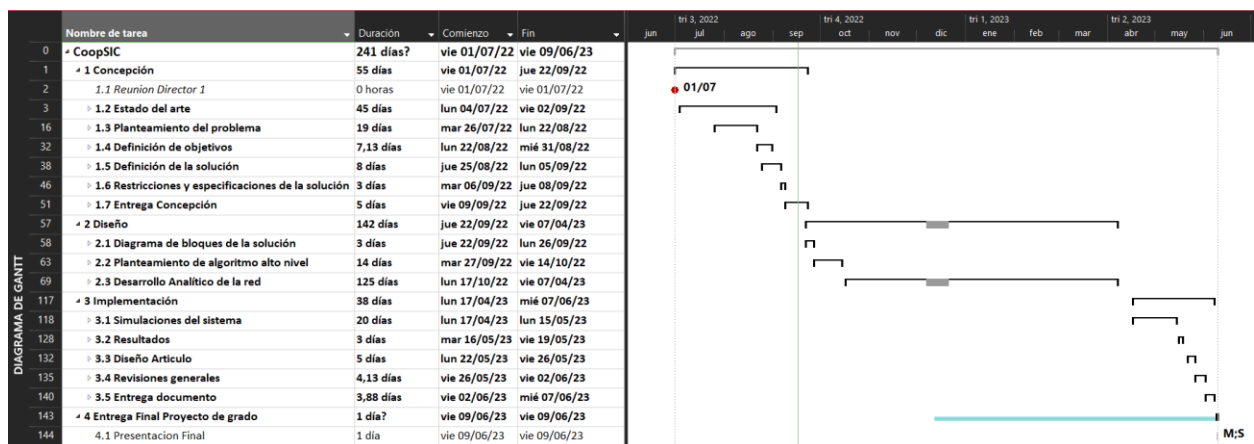 tri 3, 2022 tri 4, 2022 tri 1, 2023 tri 2, 2023
Nombre de tarea Duración Comienzo Fin jun jul ago sep oct nov dic ene feb mar abr may jun
0 CoopSIC 241 días? vie 01/07/22 vie 09/06/23
1 1 Concepción 55 días vie 01/07/22 jue 22/09/22
2 1.1 Reunion Director 1 0 horas vie 01/07/22 vie 01/07/22 01/07
3 1.2 Estado del arte 45 días lun 04/07/22 vie 02/09/22
16 1.3 Planteamiento del problema 19 días mar 26/07/22 lun 22/08/22
32 1.4 Definición de objetivos 7,13 días lun 22/08/22 mié 31/08/22
38 1.5 Definición de la solución 8 días jue 25/08/22 lun 05/09/22
46 1.6 Restricciones y especificaciones de la solución 3 días mar 06/09/22 jue 08/09/22
51 1.7 Entrega Concepción 5 días vie 09/09/22 jue 22/09/22
57 2 Diseño 142 días jue 22/09/22 vie 07/04/23
58 2.1 Diagrama de bloques de la solución 3 días jue 22/09/22 lun 26/09/22
63 2.2 Planteamiento de algoritmo alto nivel 14 días mar 27/09/22 vie 14/10/22
69 2.3 Desarrollo Analítico de la red 125 días lun 17/10/22 vie 07/04/23
117 3 Implementación 38 días lun 17/04/23 mié 07/06/23
118 3.1 Simulaciones del sistema 20 días lun 17/04/23 lun 15/05/23
128 3.2 Resultados 3 días mar 16/05/23 vie 19/05/23
132 3.3 Diseño Articulo 5 días lun 22/05/23 vie 26/05/23
135 3.4 Revisiones generales 4,13 días vie 26/05/23 vie 02/06/23
140 3.5 Entrega documento 3,88 días vie 02/06/23 mié 07/06/23
143 4 Entrega Final Proyecto de grado 1 día? vie 09/06/23 vie 09/06/23
144 4.1 Presentacion Final 1 día vie 09/06/23 vie 09/06/23 M;S
DIAGRAMA DE GANTT